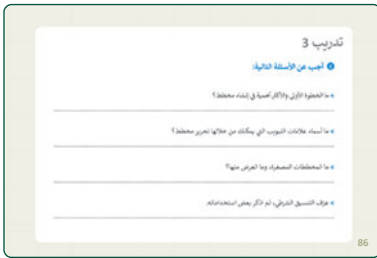 تدريب 3
أجب عن الأسئلة التالية:
ما الخطوة الأولى والأكثر أهمية في إنشاء مخطط؟
ما أسماء علامات التبويب التي يمكنك من خلالها تحرير مخطط؟
ما المخططات المصغرة، وما الغرض منها؟
عرّف التنسيق الشرطي، ثم اذكر بعض استخداماته.
86